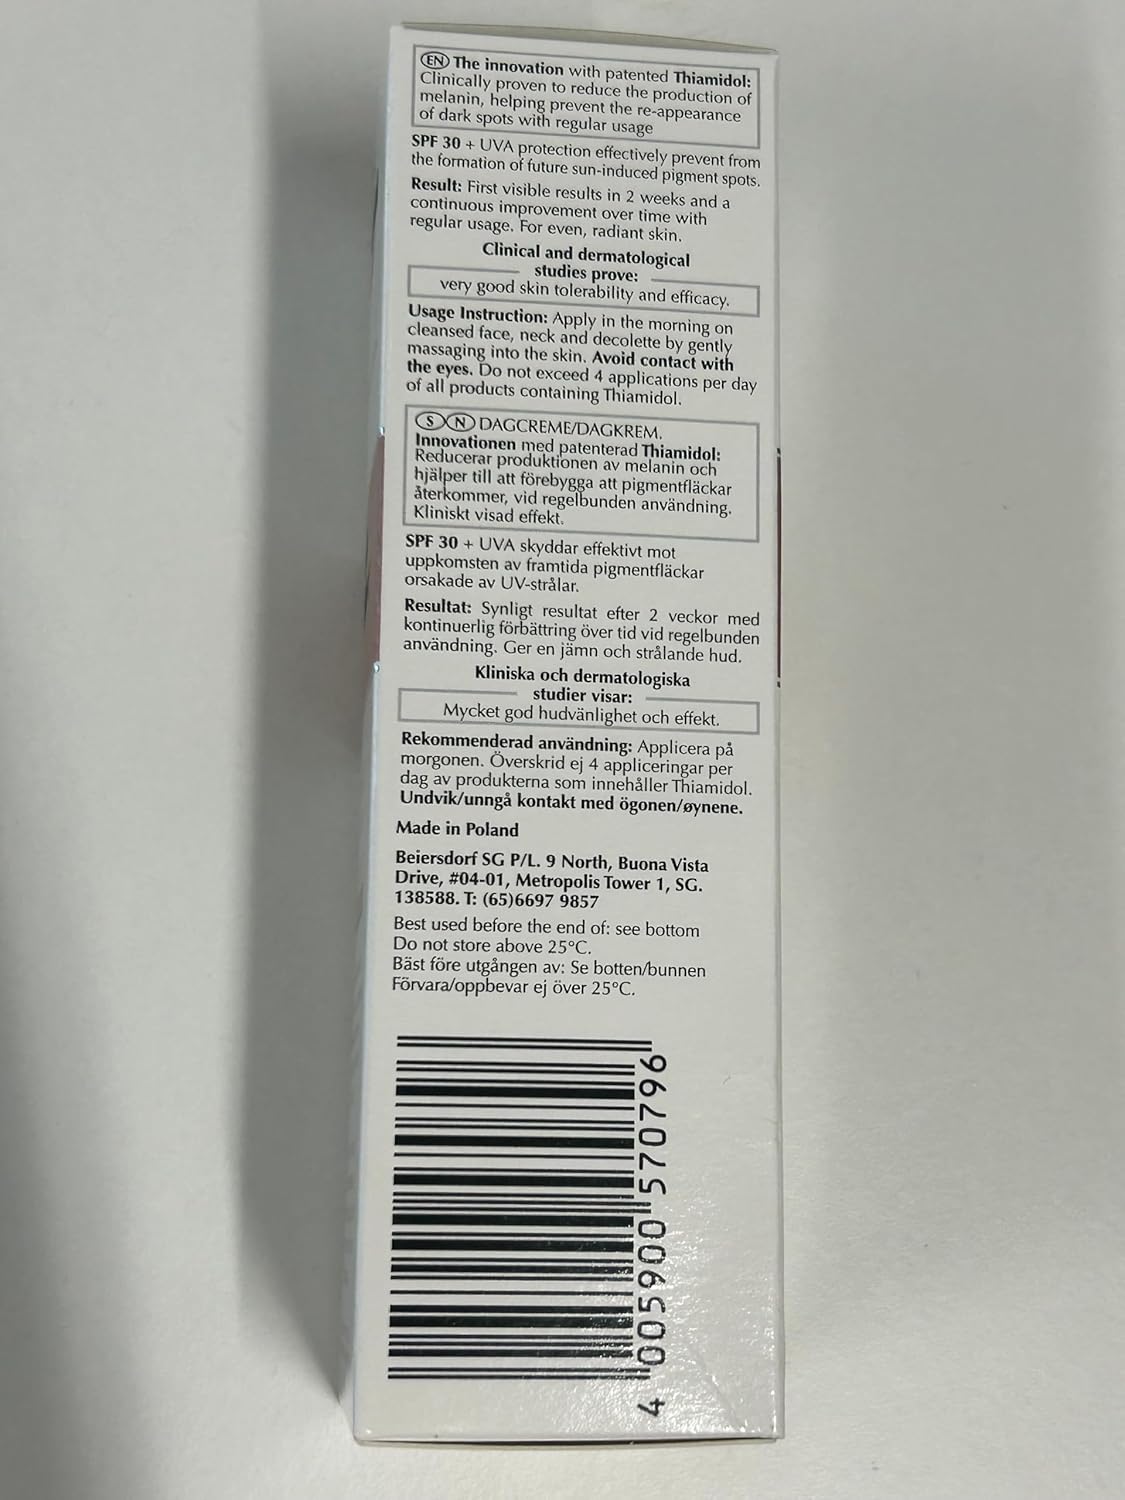 EN The innovation with patented Thiamidol:
Clinically proven to reduce the production of
melanin, helping prevent the re-appearance
of dark spots with regular usage
SPF 30 + UVA protection effectively prevent from
the formation of future sun-induced pigment spots.
Result: First visible results in 2 weeks and a
continuous improvement over time with
regular usage. For even, radiant skin.
Clinical and dermatological
studies prove:
very good skin tolerability and efficacy.
Usage Instruction: Apply in the morning on
cleansed face, neck and decolette by gently
massaging into the skin. Avoid contact with
the eyes. Do not exceed 4 applications per day
of all products containing Thiamidol.
S N DAGCREME/DAGKREM.
Innovationen med patenterad Thiamidol:
Reducerar produktionen av melanin och
hjälper till att förebygga att pigmentfläckar
återkommer, vid regelbunden användning.
Kliniskt visad effekt.
SPF 30 + UVA skyddar effektivt mot
uppkomsten av framtida pigmentfläckar
orsakade av UV-strålar.
Resultat: Synligt resultat efter 2 veckor med
kontinuerlig förbättring över tid vid regelbunden
användning. Ger en jämn och strålande hud.
Kliniska och dermatologiska
studier visar:
Mycket god hudvänlighet och effekt.
Rekommenderad användning: Applicera på
morgonen. Överskrid ej 4 appliceringar per
dag av produkterna som innehåller Thiamidol.
Undvik/unngå kontakt med ögonen/øynene.
Made in Poland
Beiersdorf SG P/L. 9 North, Buona Vista
Drive, #04-01, Metropolis Tower 1, SG.
138588. T: (65)6697 9857
Best used before the end of: see bottom
Do not store above 25°C.
Bäst före utgången av: Se botten/bunnen
Förvara/oppbevar ej över 25°C.
4 005900 570796